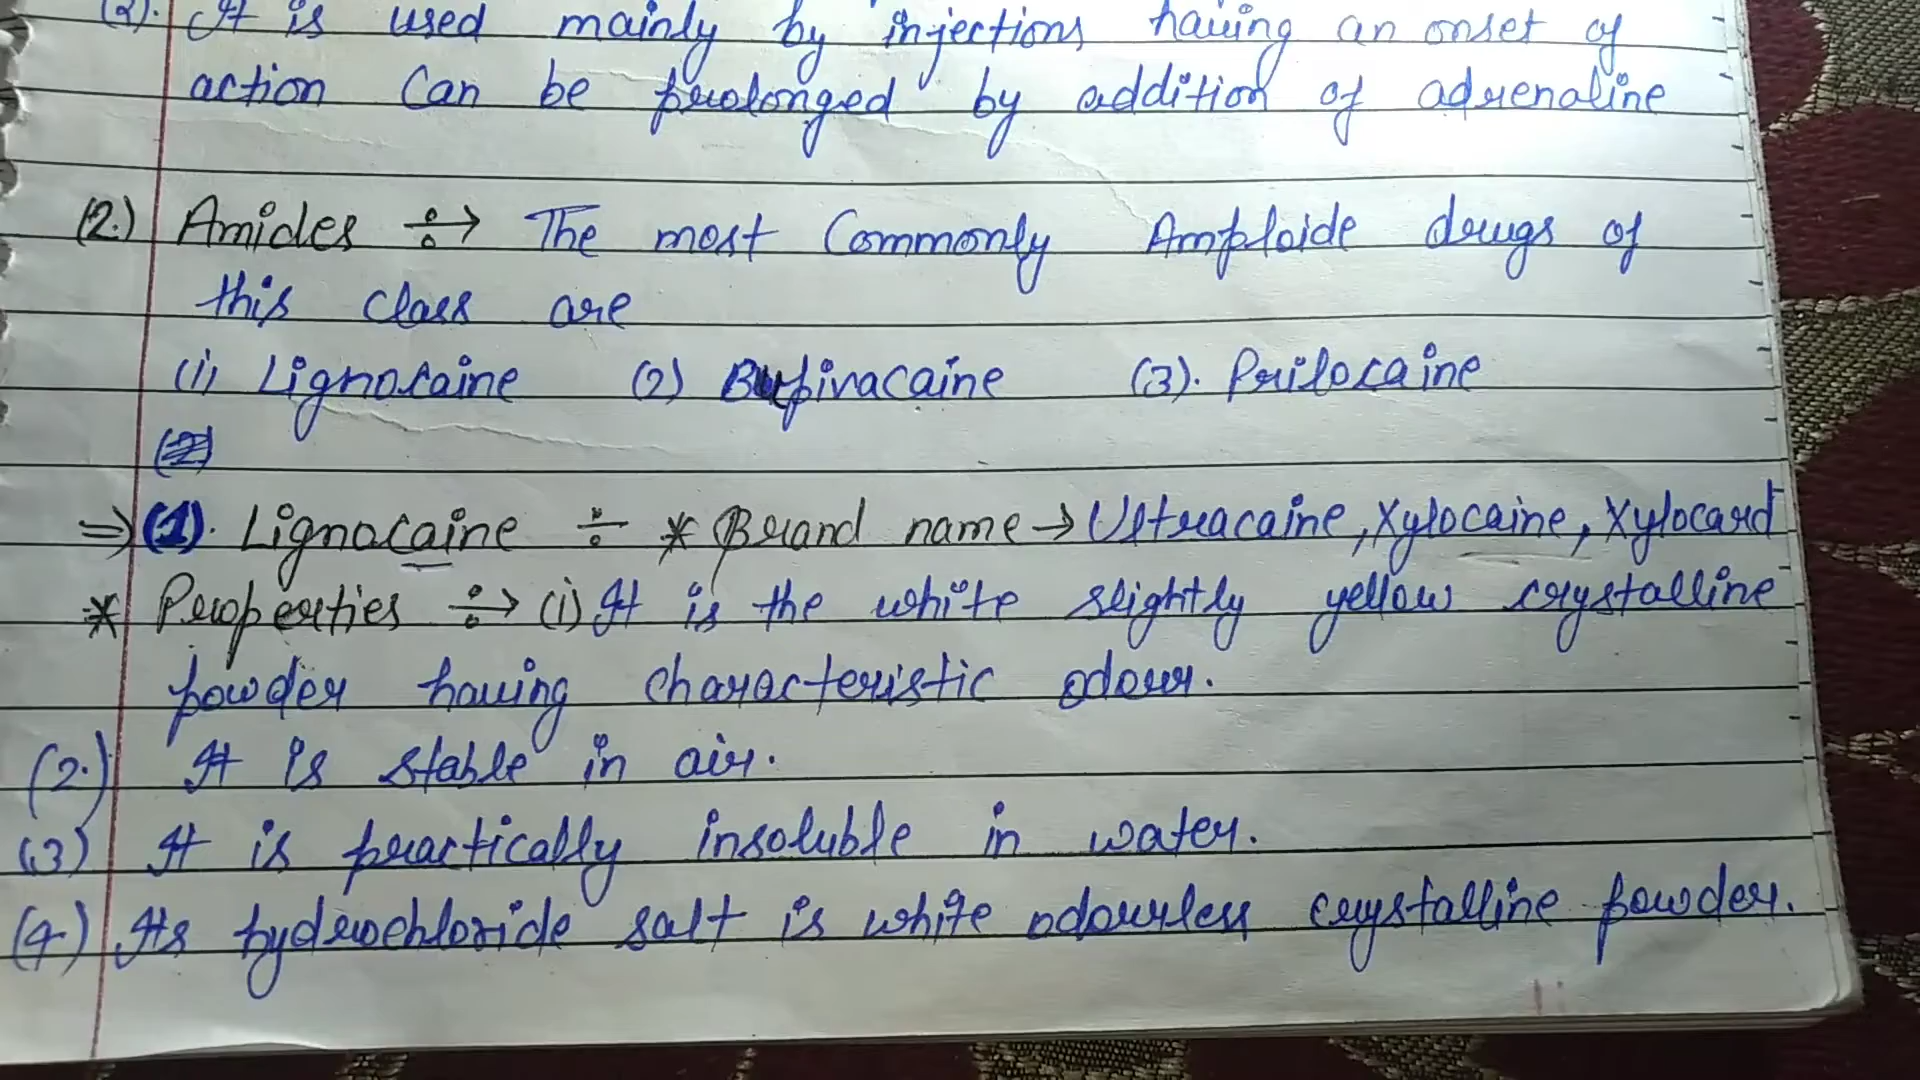 (2). It is used mainly by injections having an onset of
action Can be prolonged by addition of adrenaline
(2.) Amides ÷→ The most Commonly Amploide drugs of
this class are
(i) Lignocaine (2) Bupivacaine (3). Prilocaine
(2)
⇒(1). Lignocaine ÷ * Brand name→Ultracaine, Xylocaine, Xylocard
* Properties ÷→ (i) It is the white slightly yellow crystalline
powder having characteristic odour.
(2.) It is stable in air.
(3) It is practically insoluble in water.
(4) Its hydrochloride salt is white odourless crystalline powder.